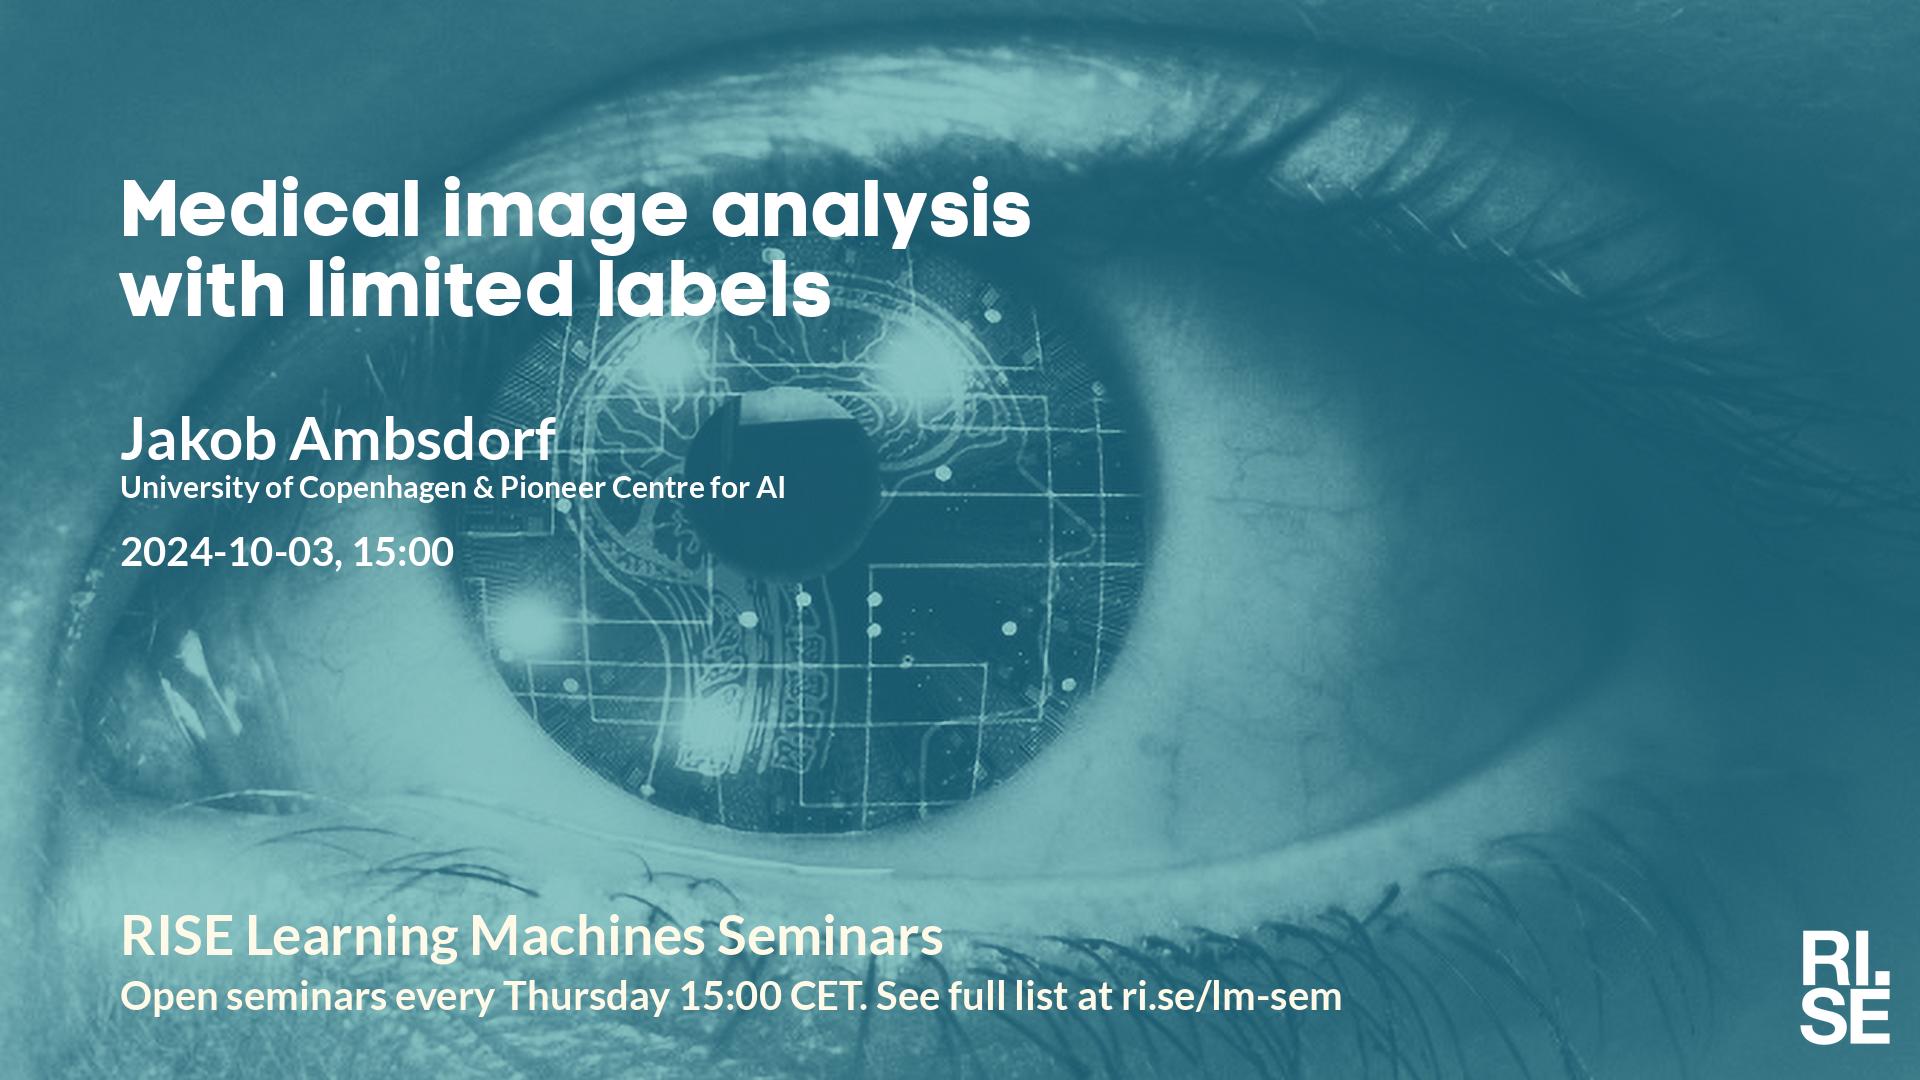 Medical image analysis
with limited labels
Jakob Ambsdorf
University of Copenhagen & Pioneer Centre for AI
2024-10-03, 15:00
RISE Learning Machines Seminars
Open seminars every Thursday 15:00 CET. See full list at ri.se/lm-sem
RI.
SE